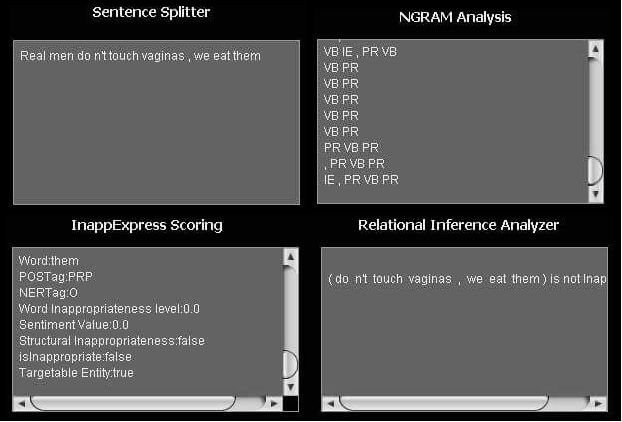 Sentence Splitter
Real men do n't touch vaginas , we eat them
NGRAM Analysis
VB IE , PR VB
VB PR
VB PR
VB PR
VB PR
VB PR
PR VB PR
, PR VB PR
IE , PR VB PR
InappExpress Scoring
Word:them
POSTag:PRP
NERTag:O
Word Inappropriateness level:0.0
Sentiment Value:0.0
Structural Inappropriateness:false
isInappropriate:false
Targetable Entity:true
Relational Inference Analyzer
( do n't touch vaginas , we eat them ) is not Inap